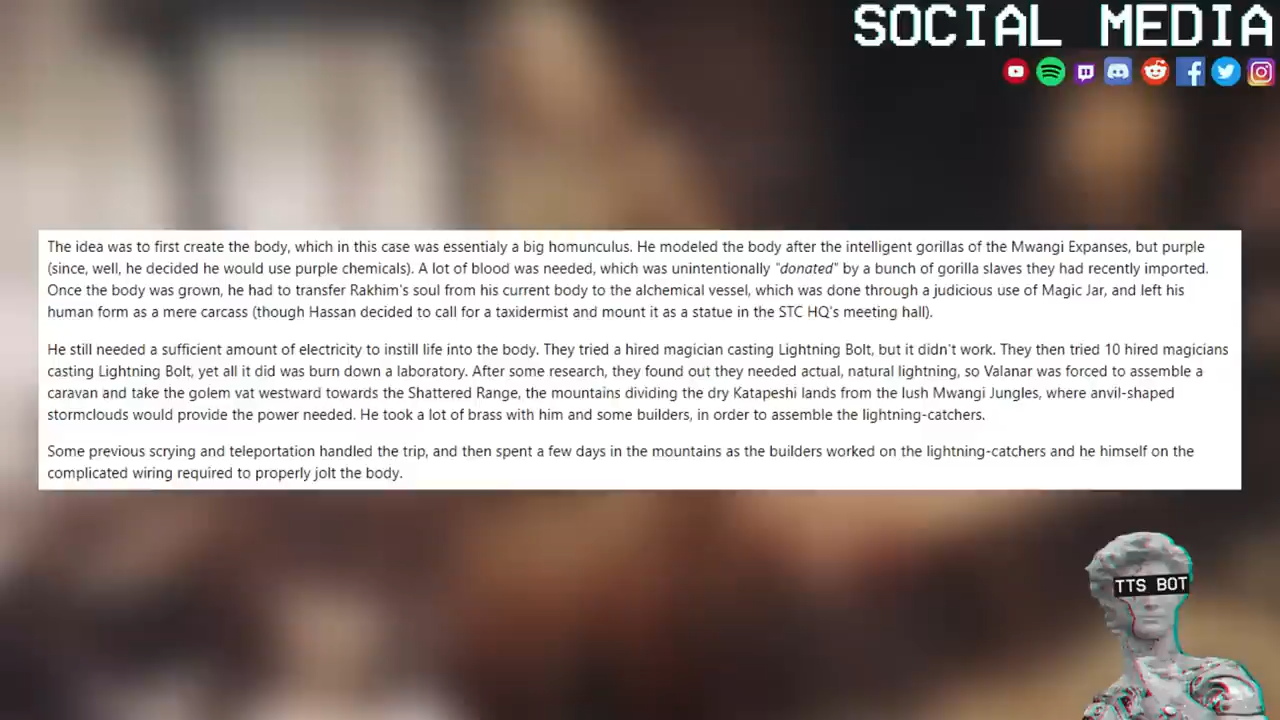 SOCIAL MEDIA
The idea was to first create the body, which in this case was essentialy a big homunculus. He modeled the body after the intelligent gorillas of the Mwangi Expanses, but purple
(since, well, he decided he would use purple chemicals). A lot of blood was needed, which was unintentionally "donated" by a bunch of gorilla slaves they had recently imported.
Once the body was grown, he had to transfer Rakhim's soul from his current body to the alchemical vessel, which was done through a judicious use of Magic Jar, and left his
human form as a mere carcass (though Hassan decided to call for a taxidermist and mount it as a statue in the STC HQ's meeting hall).
He still needed a sufficient amount of electricity to instill life into the body. They tried a hired magician casting Lightning Bolt, but it didn't work. They then tried 10 hired magicians
casting Lightning Bolt, yet all it did was burn down a laboratory. After some research, they found out they needed actual, natural lightning, so Valanar was forced to assemble a
caravan and take the golem vat westward towards the Shattered Range, the mountains dividing the dry Katapeshi lands from the lush Mwangi Jungles, where anvil-shaped
stormclouds would provide the power needed. He took a lot of brass with him and some builders, in order to assemble the lightning-catchers.
Some previous scrying and teleportation handled the trip, and then spent a few days in the mountains as the builders worked on the lightning-catchers and he himself on the
complicated wiring required to properly jolt the body.
TTS BOT